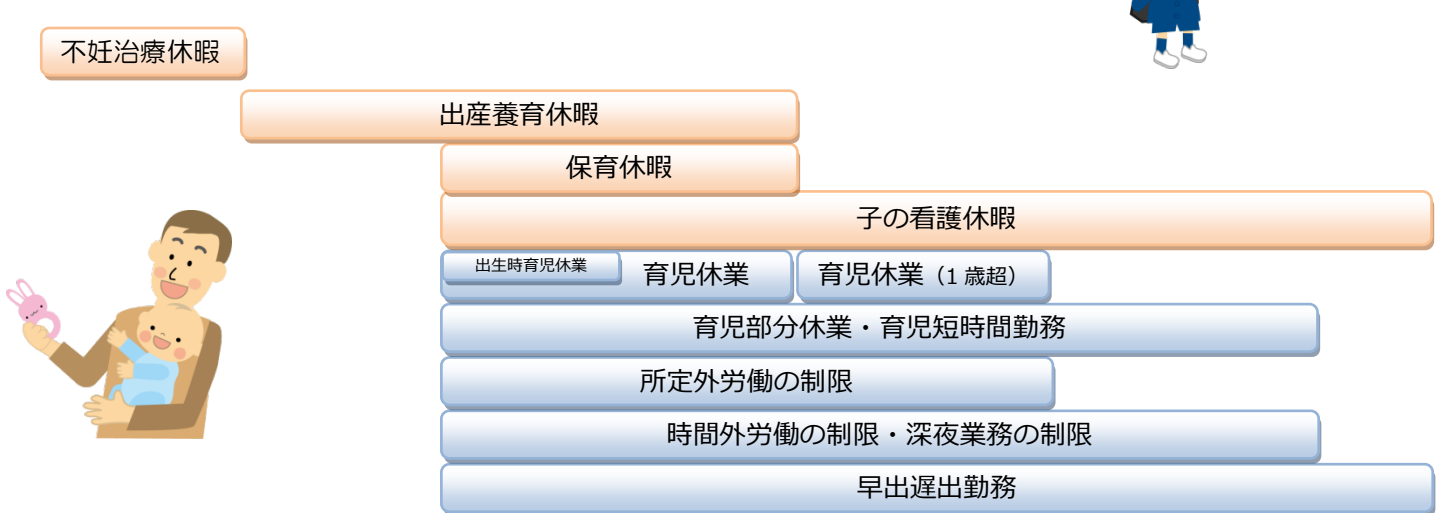 不妊治療休暇
出産養育休暇
保育休暇
子の看護休暇
出生時育児休業
育児休業
育児休業（1 歳超）
育児部分休業・育児短時間勤務
所定外労働の制限
時間外労働の制限・深夜業務の制限
早出遅出勤務